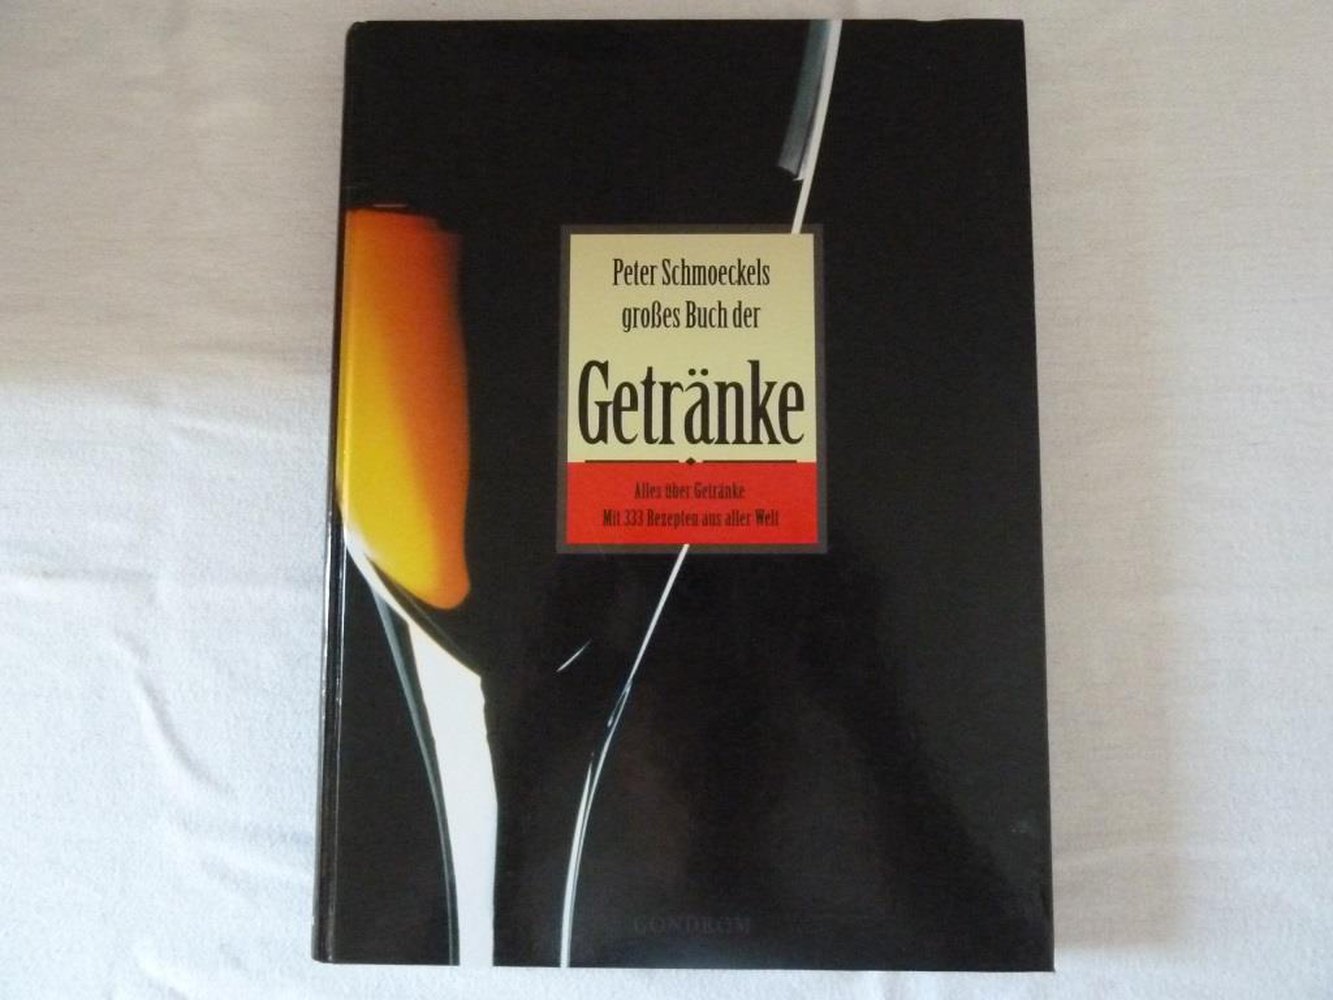 Peter Schmoeckels
großes Buch der
Getränke
Alles über Getränke
Mit 333 Rezepten aus aller Welt
GONDROM